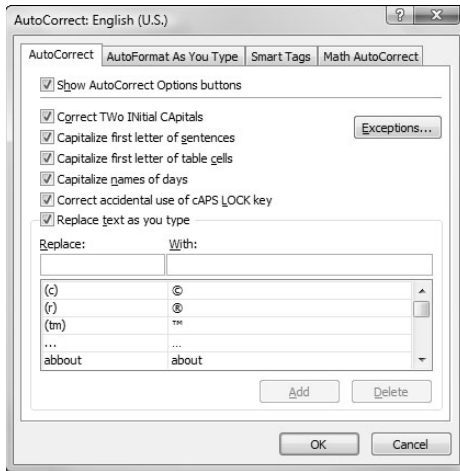 AutoCorrect: English (U.S.)
AutoCorrect AutoFormat As You Type Smart Tags Math AutoCorrect
Show AutoCorrect Options buttons
Correct TWo INitial CApitals
Exceptions...
Capitalize first letter of sentences
Capitalize first letter of table cells
Capitalize names of days
Correct accidental use of cAPS LOCK key
Replace text as you type
Replace: With:
(c) ©
(r) ®
(tm) ™
... …
abbout about
Add Delete
OK Cancel